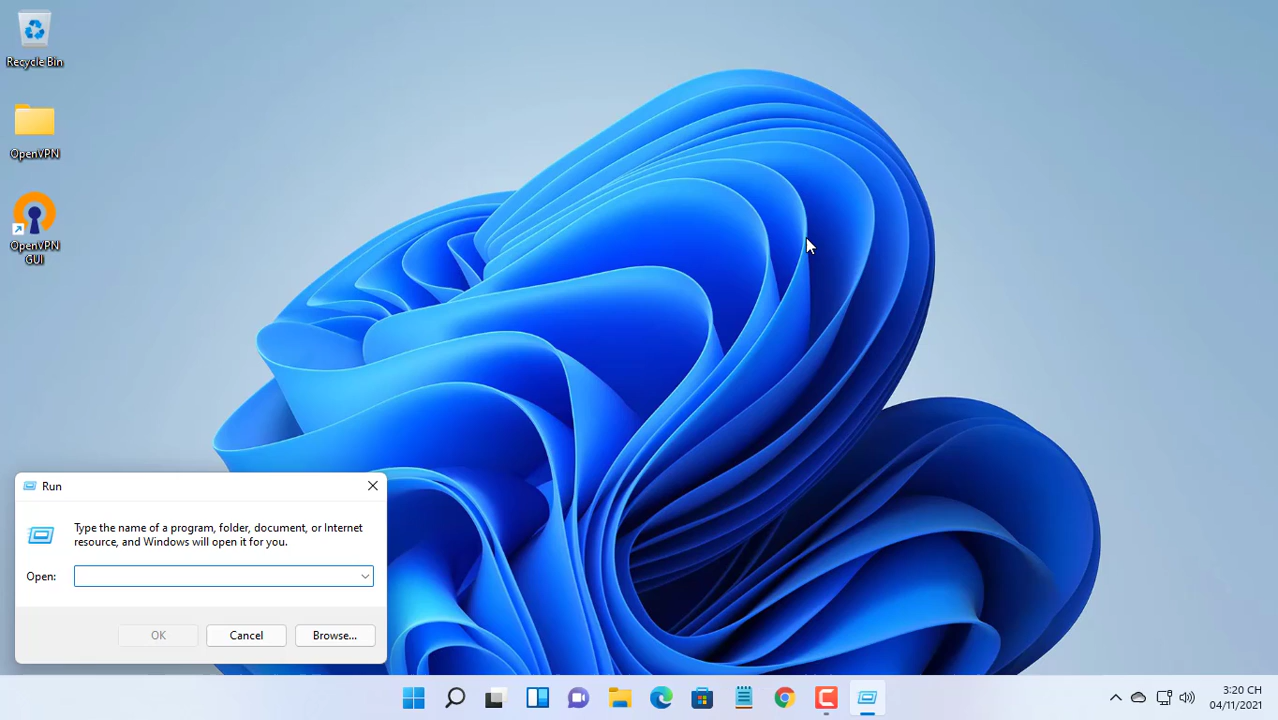 Recycle Bin
OpenVPN
OpenVPN
GUI
Run
Type the name of a program, folder, document, or Internet
resource, and Windows will open it for you.
Open:
OK
Cancel
Browse...
3:20 CH
04/11/2021